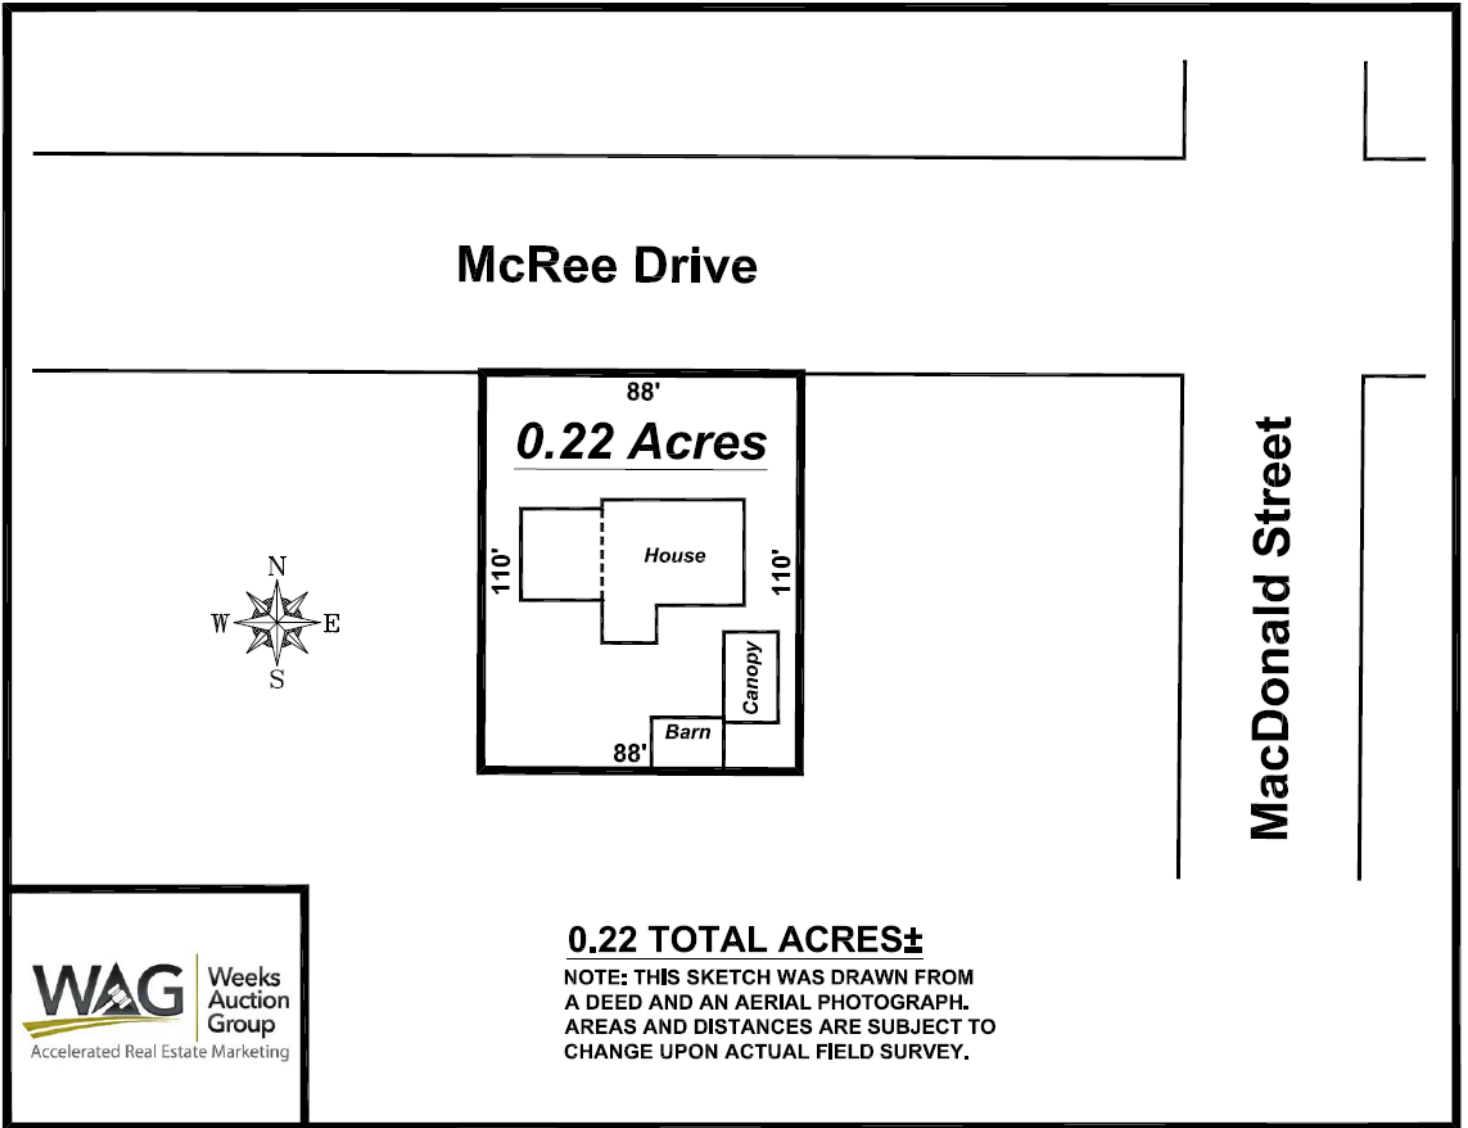 McRee Drive
88'
0.22 Acres
110'
House
110'
MacDonald Street
N
W
E
S
Canopy
Barn
88'
0.22 TOTAL ACRES±
NOTE: THIS SKETCH WAS DRAWN FROM
A DEED AND AN AERIAL PHOTOGRAPH.
AREAS AND DISTANCES ARE SUBJECT TO
CHANGE UPON ACTUAL FIELD SURVEY.
WAG
Weeks
Auction
Group
Accelerated Real Estate Marketing